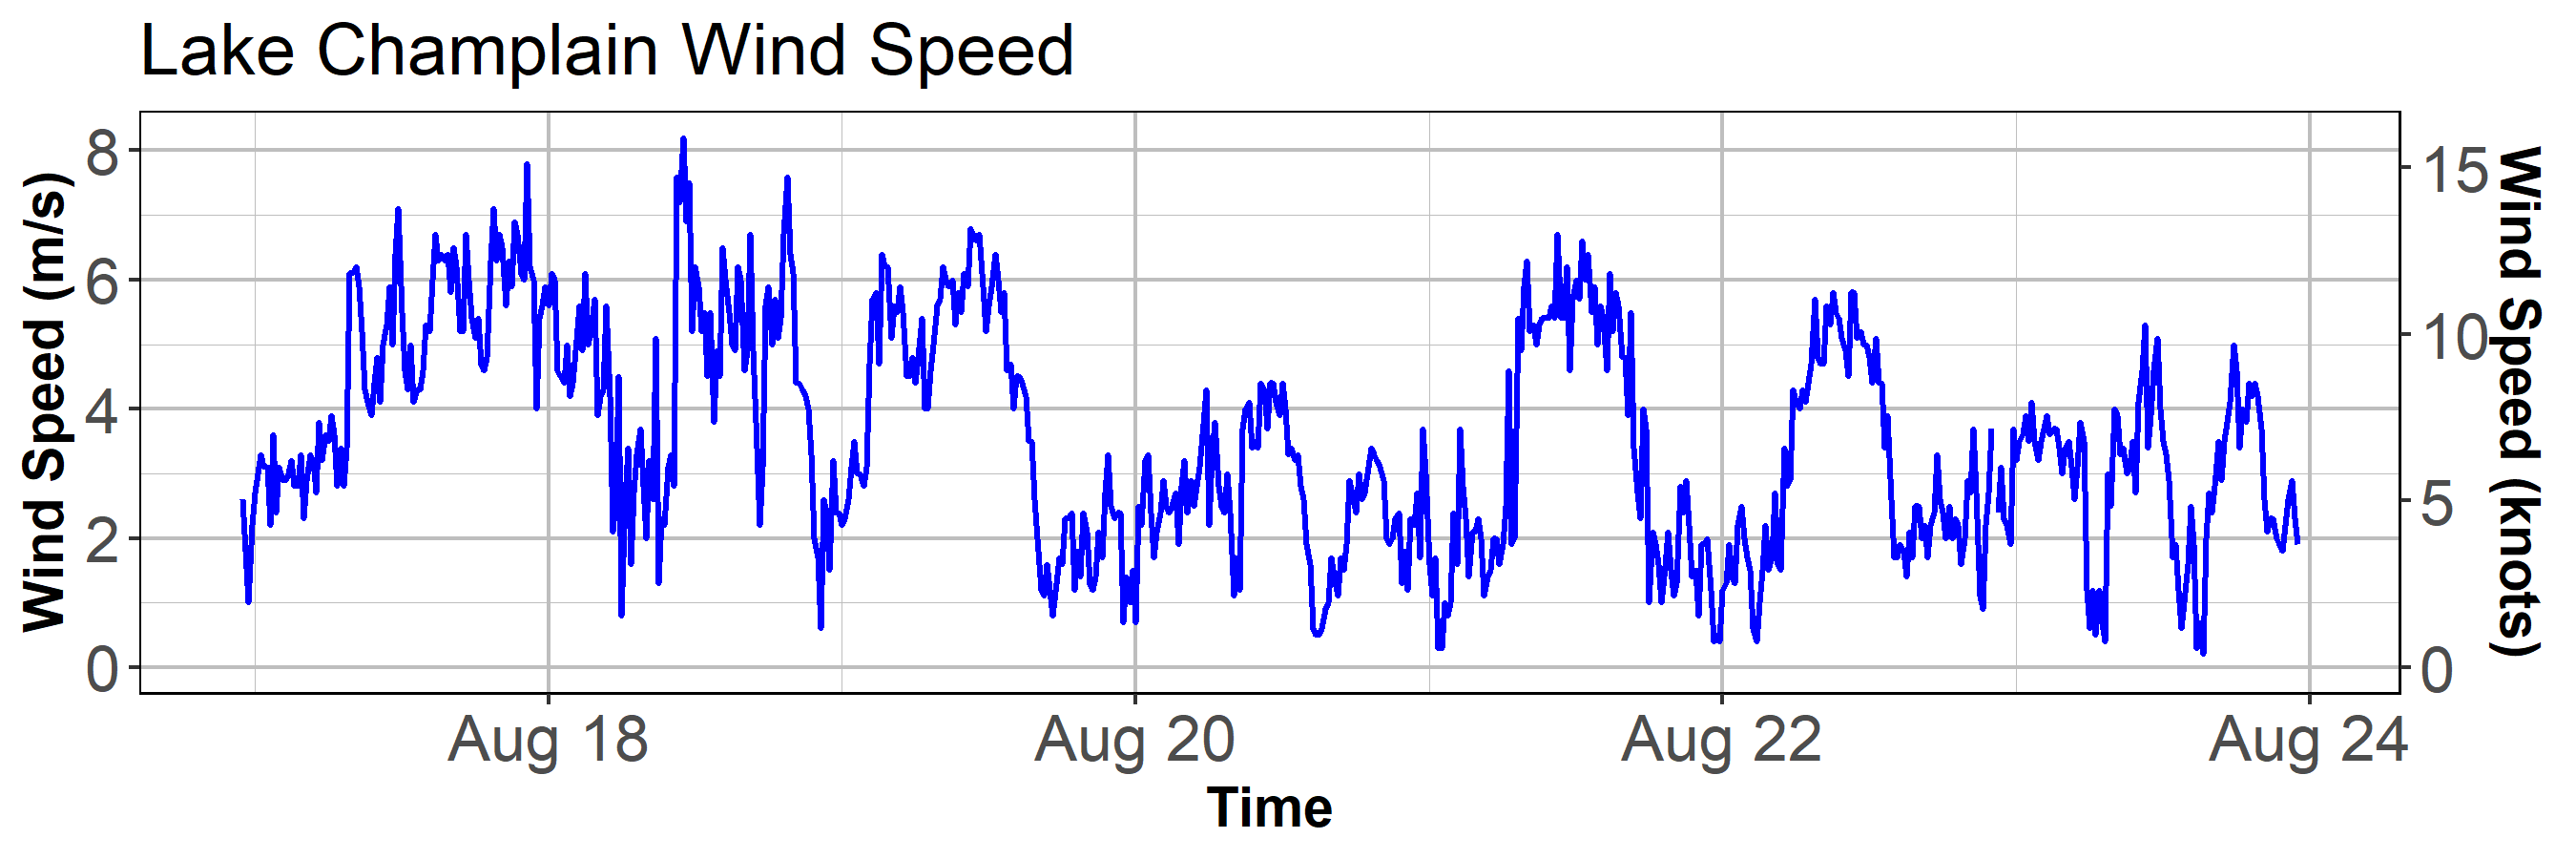 Lake Champlain Wind Speed
Wind Speed (m/s)
8
6
4
2
0
15
10
5
0
Wind Speed (knots)
Aug 18
Aug 20
Aug 22
Aug 24
Time